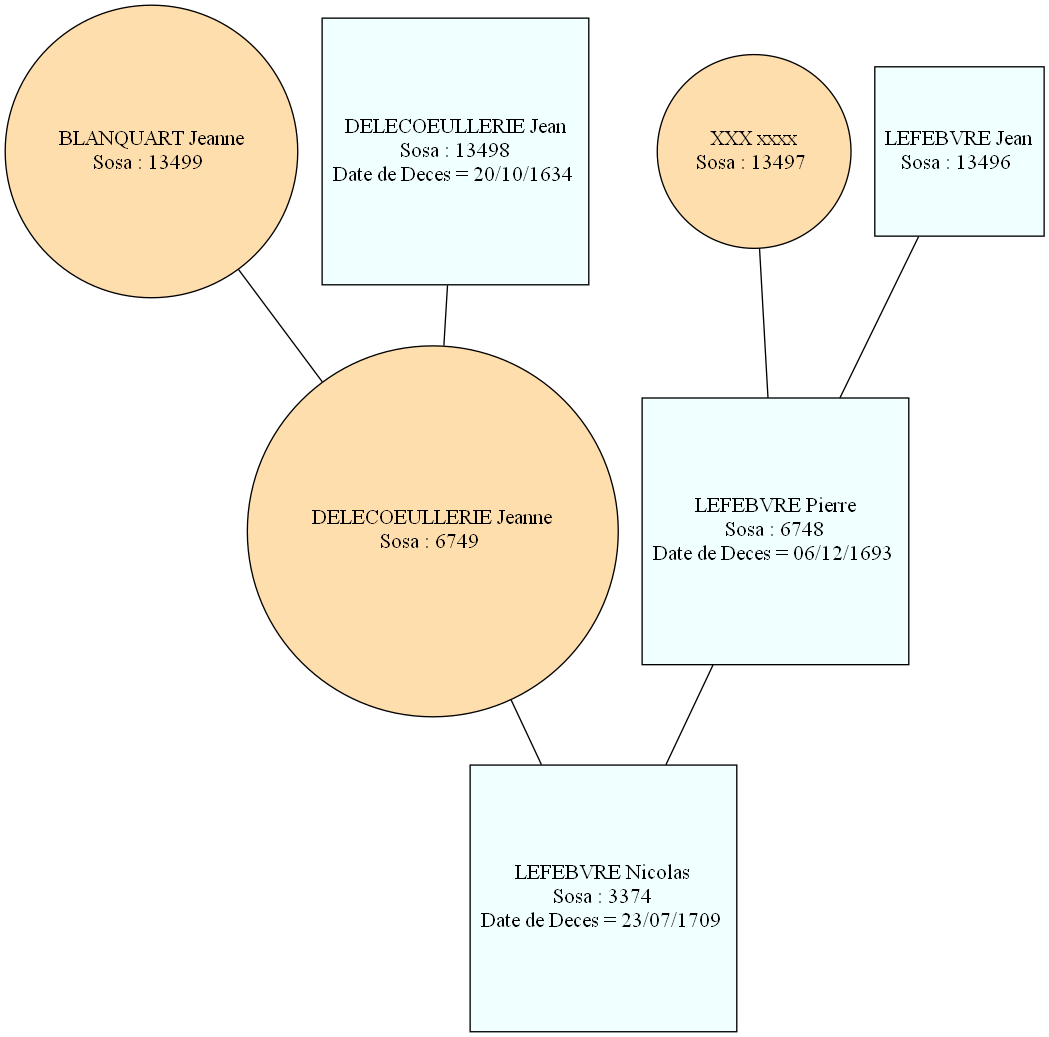 BLANQUART Jeanne
Sosa : 13499
DELECOEULLERIE Jean
Sosa : 13498
Date de Deces = 20/10/1634
XXX xxxx
Sosa : 13497
LEFEBVRE Jean
Sosa : 13496
DELECOEULLERIE Jeanne
Sosa : 6749
LEFEBVRE Pierre
Sosa : 6748
Date de Deces = 06/12/1693
LEFEBVRE Nicolas
Sosa : 3374
Date de Deces = 23/07/1709